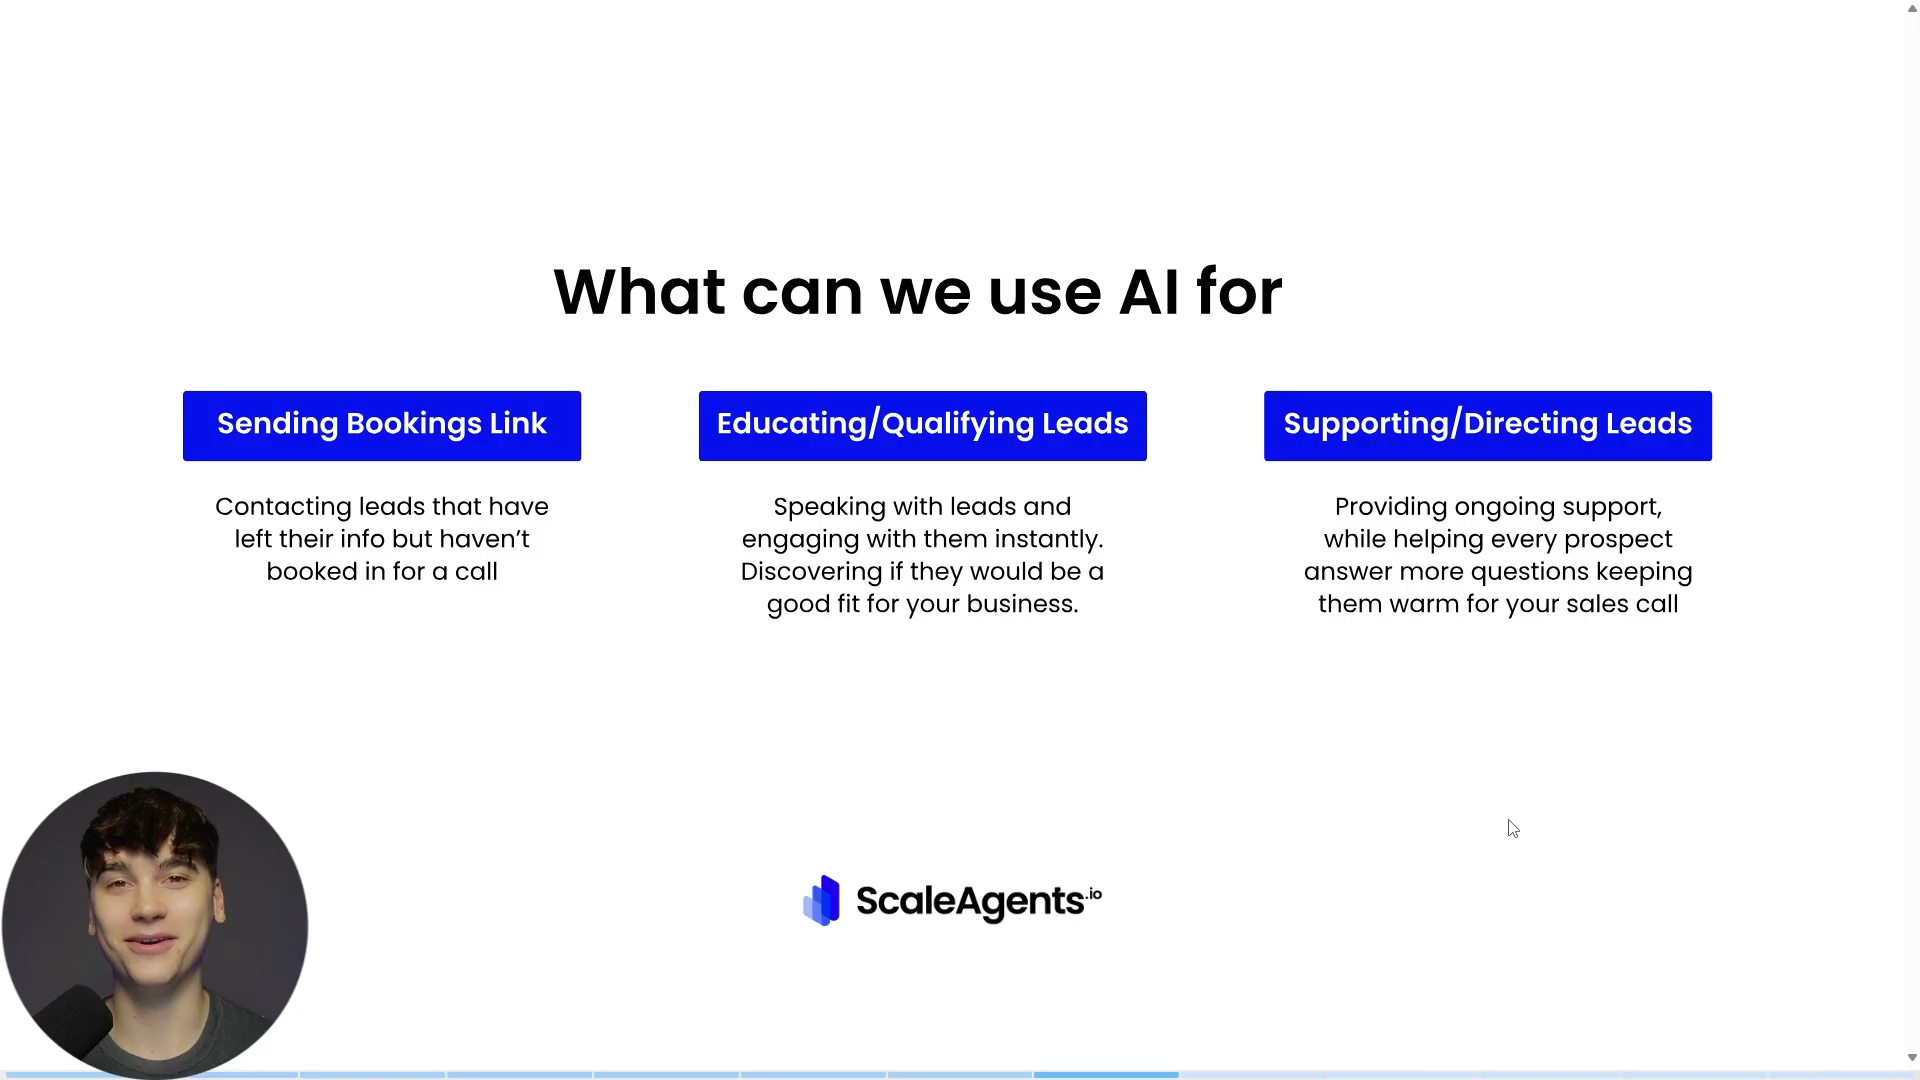 What can we use AI for
Sending Bookings Link
Contacting leads that have
left their info but haven’t
booked in for a call
Educating/Qualifying Leads
Speaking with leads and
engaging with them instantly.
Discovering if they would be a
good fit for your business.
Supporting/Directing Leads
Providing ongoing support,
while helping every prospect
answer more questions keeping
them warm for your sales call
ScaleAgents.io